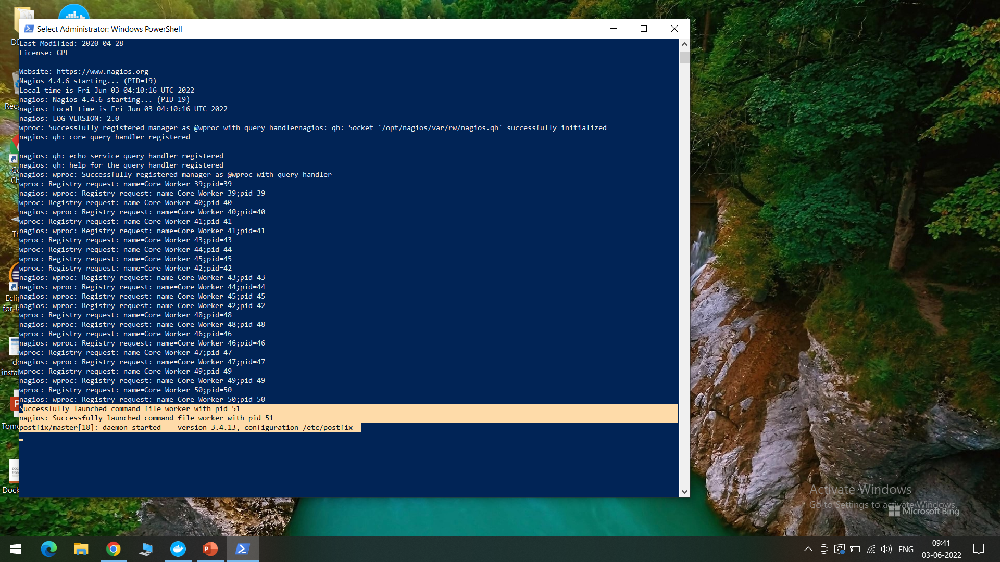 Select Administrator: Windows PowerShell
Last Modified: 2020-04-28
License: GPL
Website: https://www.nagios.org
Nagios 4.4.6 starting... (PID=19)
Local time is Fri Jun 03 04:10:16 UTC 2022
nagios: Nagios 4.4.6 starting... (PID=19)
nagios: Local time is Fri Jun 03 04:10:16 UTC 2022
nagios: LOG VERSION: 2.0
wproc: Successfully registered manager as @wproc with query handlernagios: qh: Socket '/opt/nagios/var/rw/nagios.qh' successfully initialized
nagios: qh: core query handler registered
nagios: qh: echo service query handler registered
nagios: qh: help for the query handler registered
nagios: wproc: Successfully registered manager as @wproc with query handler
wproc: Registry request: name=Core Worker 39;pid=39
nagios: wproc: Registry request: name=Core Worker 39;pid=39
wproc: Registry request: name=Core Worker 40;pid=40
nagios: wproc: Registry request: name=Core Worker 40;pid=40
wproc: Registry request: name=Core Worker 41;pid=41
nagios: wproc: Registry request: name=Core Worker 41;pid=41
wproc: Registry request: name=Core Worker 43;pid=43
wproc: Registry request: name=Core Worker 44;pid=44
wproc: Registry request: name=Core Worker 45;pid=45
wproc: Registry request: name=Core Worker 42;pid=42
nagios: wproc: Registry request: name=Core Worker 43;pid=43
nagios: wproc: Registry request: name=Core Worker 44;pid=44
nagios: wproc: Registry request: name=Core Worker 45;pid=45
nagios: wproc: Registry request: name=Core Worker 42;pid=42
wproc: Registry request: name=Core Worker 48;pid=48
nagios: wproc: Registry request: name=Core Worker 48;pid=48
wproc: Registry request: name=Core Worker 46;pid=46
nagios: wproc: Registry request: name=Core Worker 46;pid=46
wproc: Registry request: name=Core Worker 47;pid=47
nagios: wproc: Registry request: name=Core Worker 47;pid=47
wproc: Registry request: name=Core Worker 49;pid=49
nagios: wproc: Registry request: name=Core Worker 49;pid=49
wproc: Registry request: name=Core Worker 50;pid=50
nagios: wproc: Registry request: name=Core Worker 50;pid=50
Successfully launched command file worker with pid 51
nagios: Successfully launched command file worker with pid 51
postfix/master[18]: daemon started -- version 3.4.13, configuration /etc/postfix
Activate Windows
Go to Settings to activate Windows.
Microsoft Bing
ENG
09:41
03-06-2022